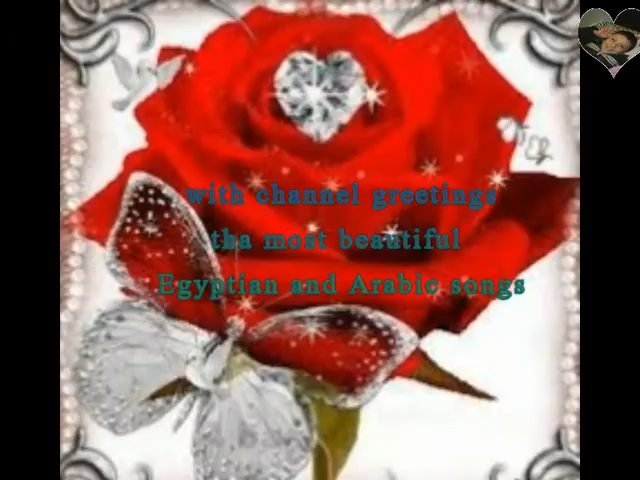 with channel greetings
tha most beautiful
Egyptian and Arabic songs